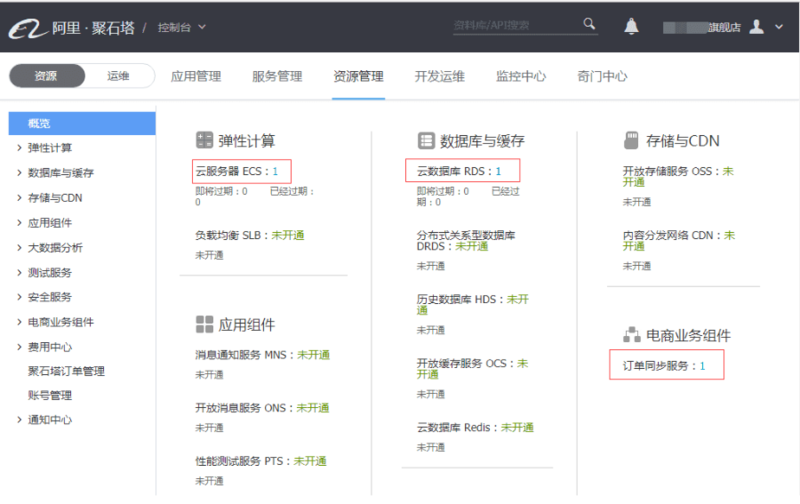 阿里·聚石塔 / 控制台
资料库/API搜索
旗舰店
资源 运维
应用管理 服务管理 资源管理 开发运维 监控中心 奇门中心
概览
弹性计算
数据库与缓存
存储与CDN
应用组件
大数据分析
测试服务
安全服务
电商业务组件
费用中心
聚石塔订单管理
账号管理
通知中心
弹性计算
云服务器 ECS：1
即将过期：0 已经过期：
0
负载均衡 SLB：未开通
未开通
应用组件
消息通知服务 MNS：未开通
未开通
开放消息服务 ONS：未开通
未开通
性能测试服务 PTS：未开通
未开通
数据库与缓存
云数据库 RDS：1
即将过期：0 已经过
期：0
分布式关系型数据库
DRDS：未开通
未开通
历史数据库 HDS：未开
通
未开通
开放缓存服务 OCS：未
开通
未开通
云数据库 Redis：未开通
未开通
存储与CDN
开放存储服务 OSS：未
开通
未开通
内容分发网络 CDN：未
开通
未开通
电商业务组件
订单同步服务：1